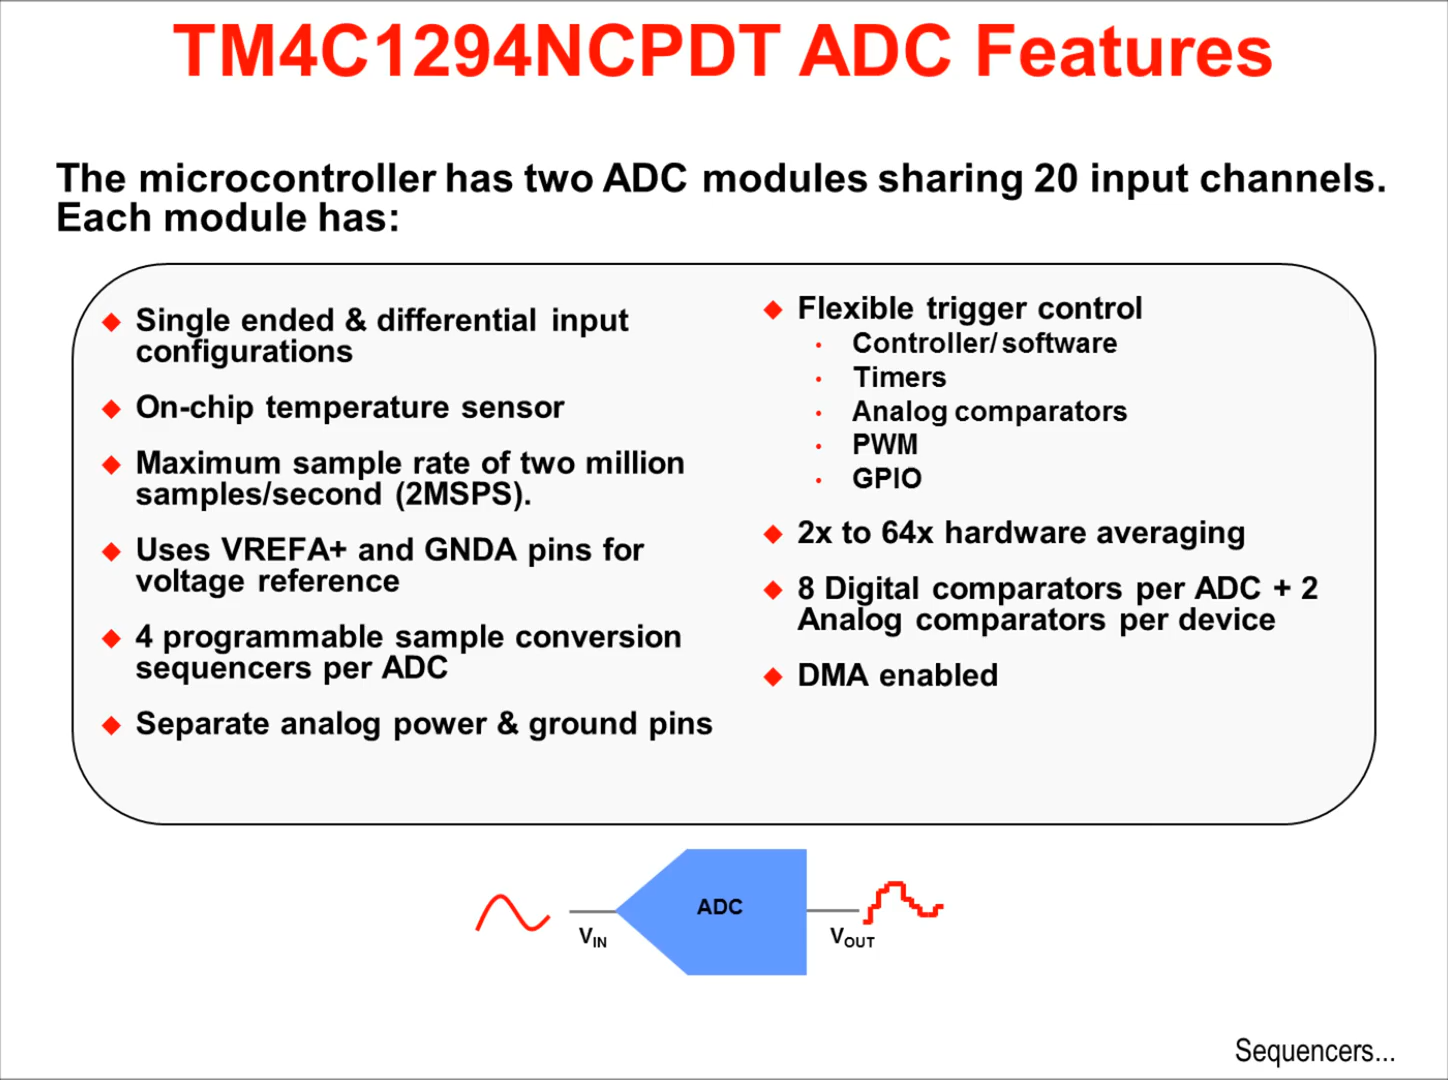 TM4C1294NCPDT ADC Features
The microcontroller has two ADC modules sharing 20 input channels.
Each module has:
Single ended & differential input
configurations
On-chip temperature sensor
Maximum sample rate of two million
samples/second (2MSPS).
Uses VREFA+ and GNDA pins for
voltage reference
4 programmable sample conversion
sequencers per ADC
Separate analog power & ground pins
Flexible trigger control
Controller/ software
Timers
Analog comparators
PWM
GPIO
2x to 64x hardware averaging
8 Digital comparators per ADC + 2
Analog comparators per device
DMA enabled
ADC
VIN
VOUT
Sequencers...